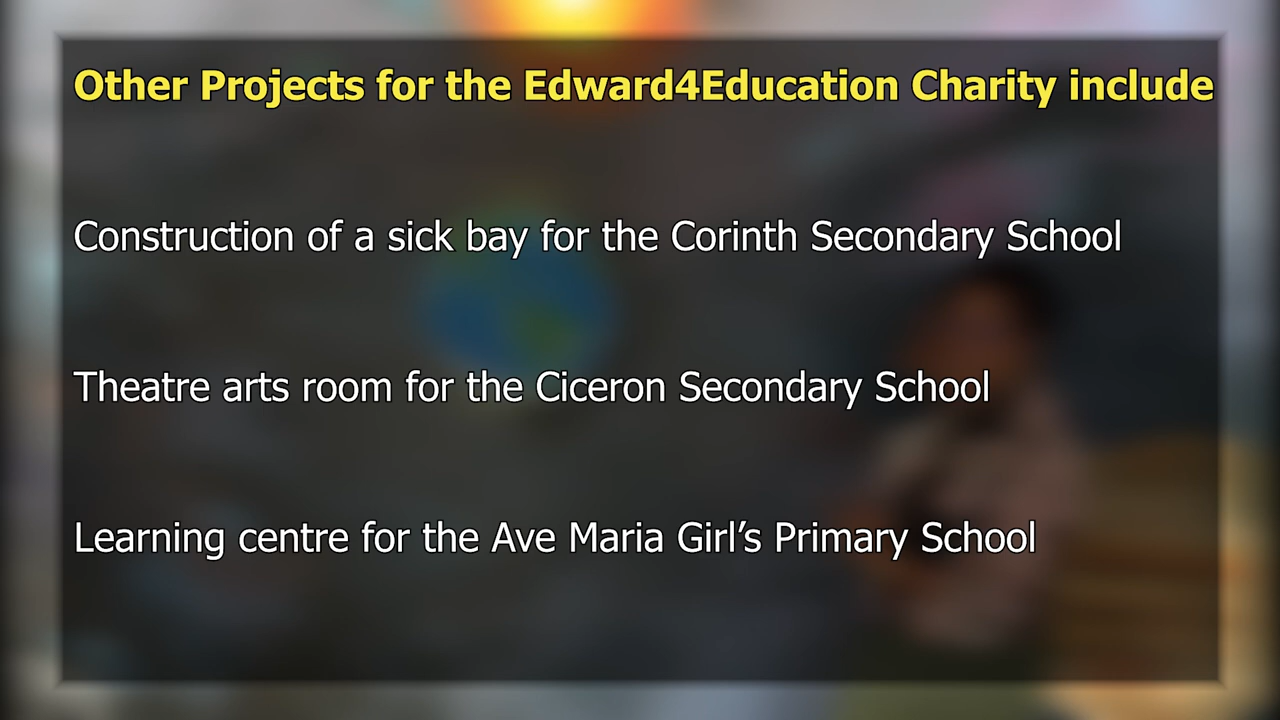 Other Projects for the Edward4Education Charity include
Construction of a sick bay for the Corinth Secondary School
Theatre arts room for the Ciceron Secondary School
Learning centre for the Ave Maria Girl’s Primary School